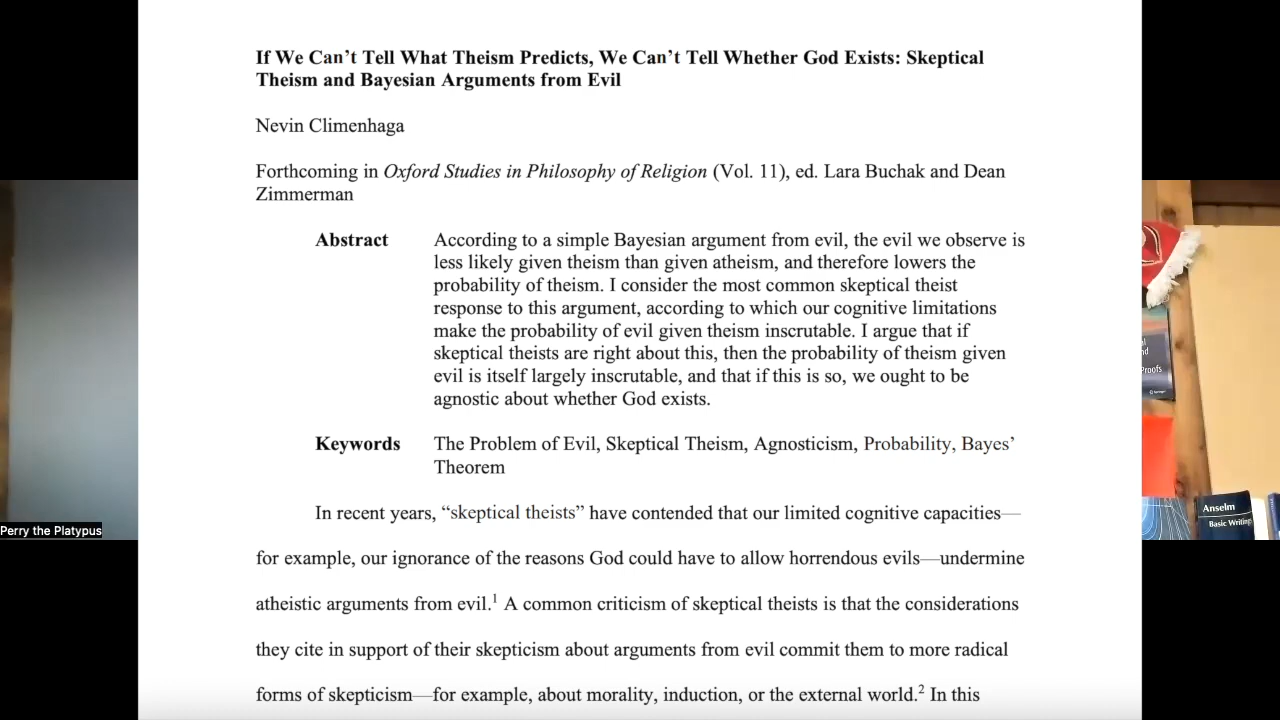 If We Can’t Tell What Theism Predicts, We Can’t Tell Whether God Exists: Skeptical
Theism and Bayesian Arguments from Evil
Nevin Climenhaga
Forthcoming in Oxford Studies in Philosophy of Religion (Vol. 11), ed. Lara Buchak and Dean
Zimmerman
Abstract According to a simple Bayesian argument from evil, the evil we observe is
less likely given theism than given atheism, and therefore lowers the
probability of theism. I consider the most common skeptical theist
response to this argument, according to which our cognitive limitations
make the probability of evil given theism inscrutable. I argue that if
skeptical theists are right about this, then the probability of theism given
evil is itself largely inscrutable, and that if this is so, we ought to be
agnostic about whether God exists.
Keywords The Problem of Evil, Skeptical Theism, Agnosticism, Probability, Bayes’
Theorem
In recent years, “skeptical theists” have contended that our limited cognitive capacities—
for example, our ignorance of the reasons God could have to allow horrendous evils—undermine
atheistic arguments from evil.1 A common criticism of skeptical theists is that the considerations
they cite in support of their skepticism about arguments from evil commit them to more radical
forms of skepticism—for example, about morality, induction, or the external world.2 In this
Perry the Platypus
Proofs
Anselm
Basic Writings